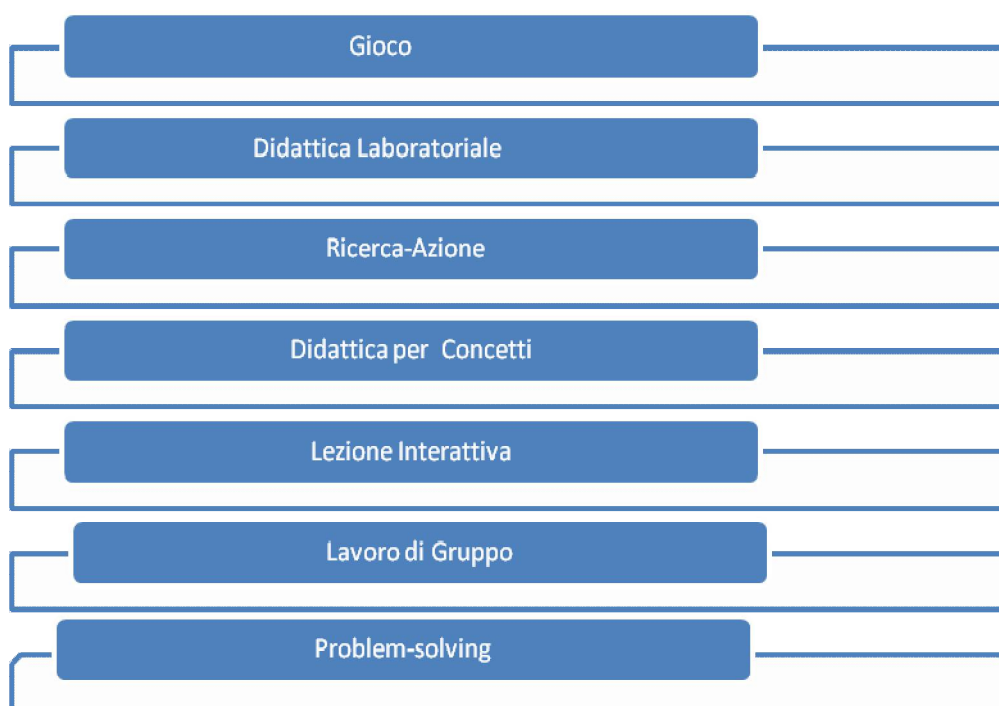 Gioco
Didattica Laboratoriale
Ricerca-Azione
Didattica per Concetti
Lezione Interattiva
Lavoro di Gruppo
Problem-solving